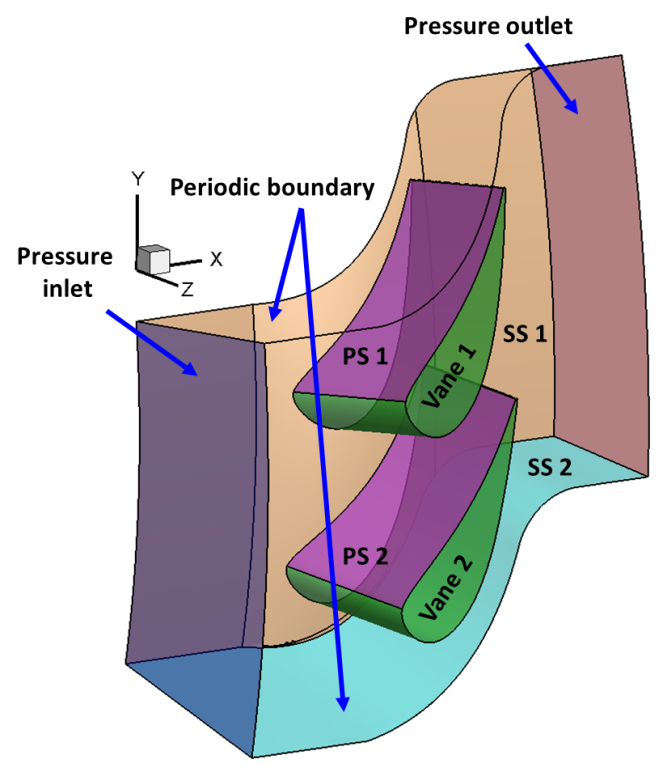 Pressure outlet
Y
Periodic boundary
X
Pressure
inlet
Z
SS 1
PS 1
Vane 1
SS 2
PS 2
Vane 2